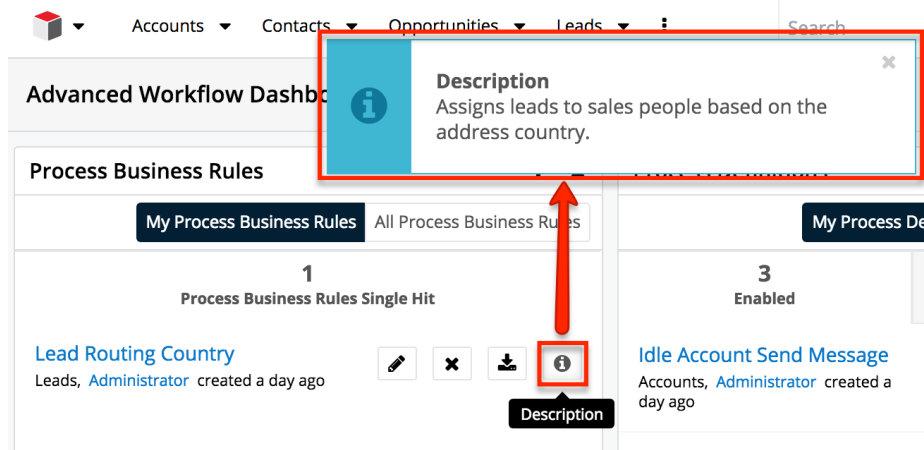 Accounts
Contacts
Opportunities
Leads
Search
Advanced Workflow Dashbo
Description
Assigns leads to sales people based on the
address country.
Process Business Rules
My Process Business Rules
All Process Business Rules
My Process De
1
Process Business Rules Single Hit
3
Enabled
Lead Routing Country
Leads, Administrator created a day ago
Description
Idle Account Send Message
Accounts, Administrator created a
day ago